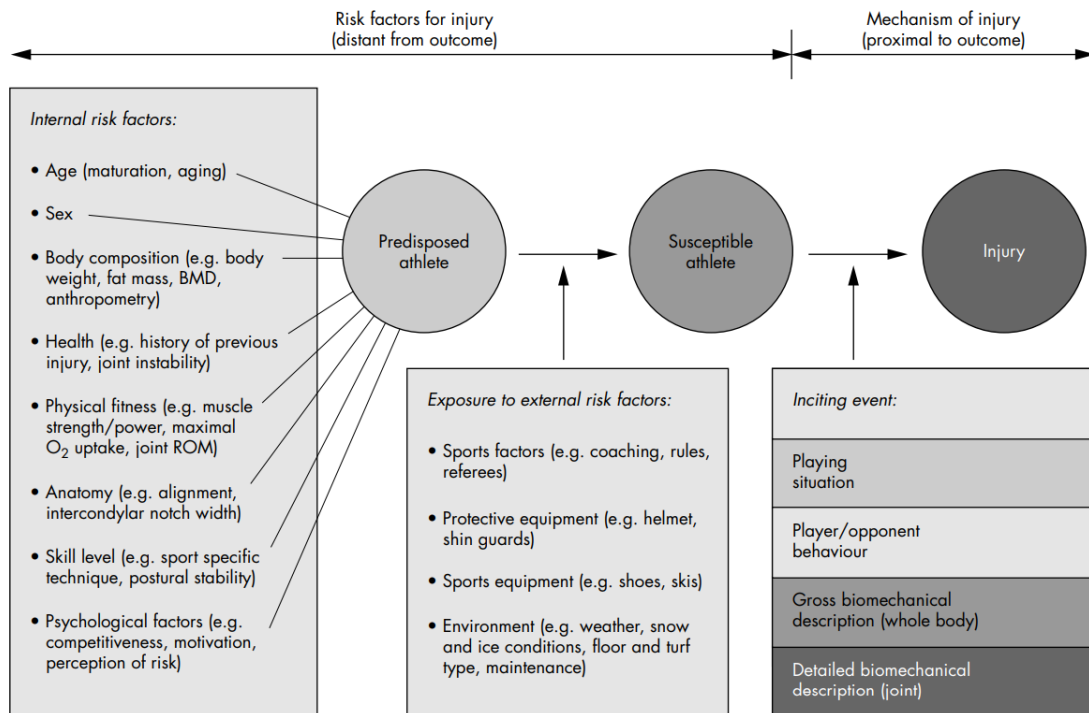 Risk factors for injury
(distant from outcome)
Mechanism of injury
(proximal to outcome)
Internal risk factors:
• Age (maturation, aging)
• Sex
• Body composition (e.g. body
weight, fat mass, BMD,
anthropometry)
• Health (e.g. history of previous
injury, joint instability)
• Physical fitness (e.g. muscle
strength/power, maximal
O2 uptake, joint ROM)
• Anatomy (e.g. alignment,
intercondylar notch width)
• Skill level (e.g. sport specific
technique, postural stability)
• Psychological factors (e.g.
competitiveness, motivation,
perception of risk)
Predisposed
athlete
Susceptible
athlete
Injury
Exposure to external risk factors:
• Sports factors (e.g. coaching, rules,
referees)
• Protective equipment (e.g. helmet,
shin guards)
• Sports equipment (e.g. shoes, skis)
• Environment (e.g. weather, snow
and ice conditions, floor and turf
type, maintenance)
Inciting event:
Playing
situation
Player/opponent
behaviour
Gross biomechanical
description (whole body)
Detailed biomechanical
description (joint)